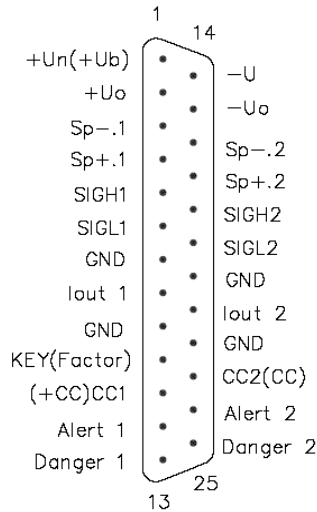 1
14
+Un(+Ub)
-U
+Uo
-Uo
Sp-.1
Sp-.2
Sp+.1
Sp+.2
SIGH1
SIGH2
SIGL1
SIGL2
GND
GND
Iout 1
Iout 2
GND
GND
KEY(Factor)
CC2(CC)
(+CC)CC1
Alert 2
Alert 1
Danger 2
Danger 1
25
13